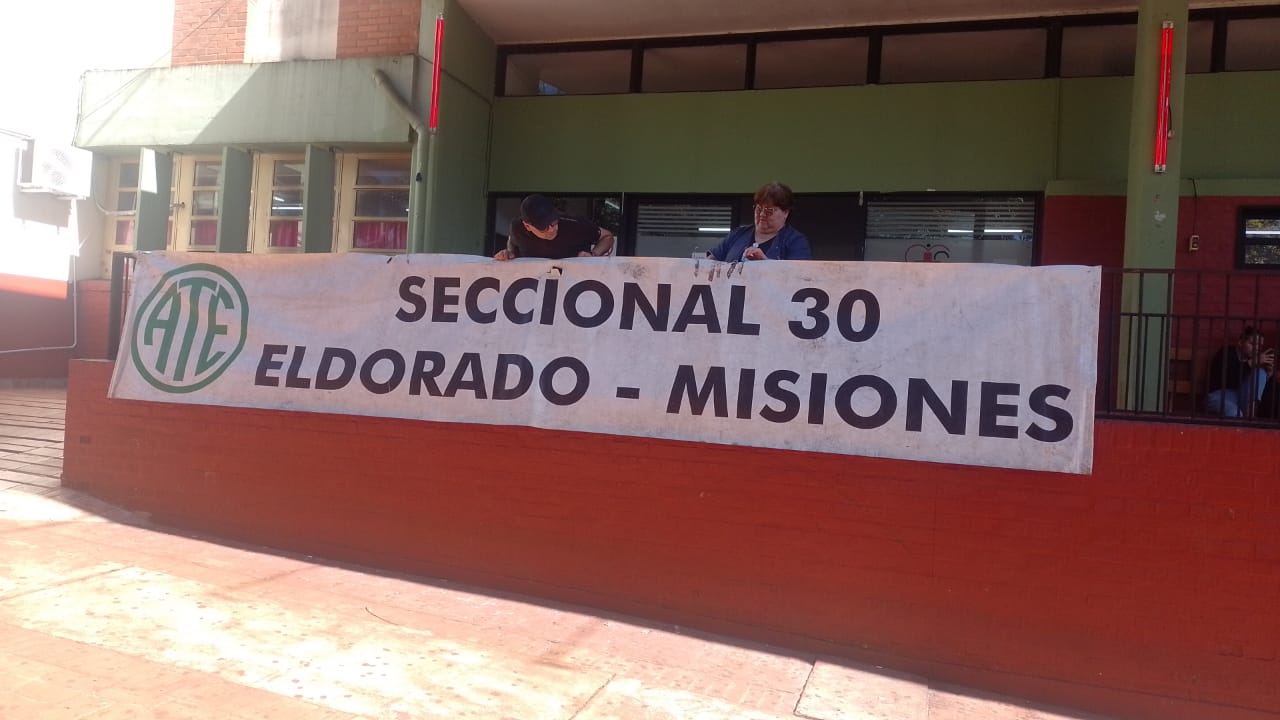 ATE
SECCIONAL 30
ELDORADO - MISIONES